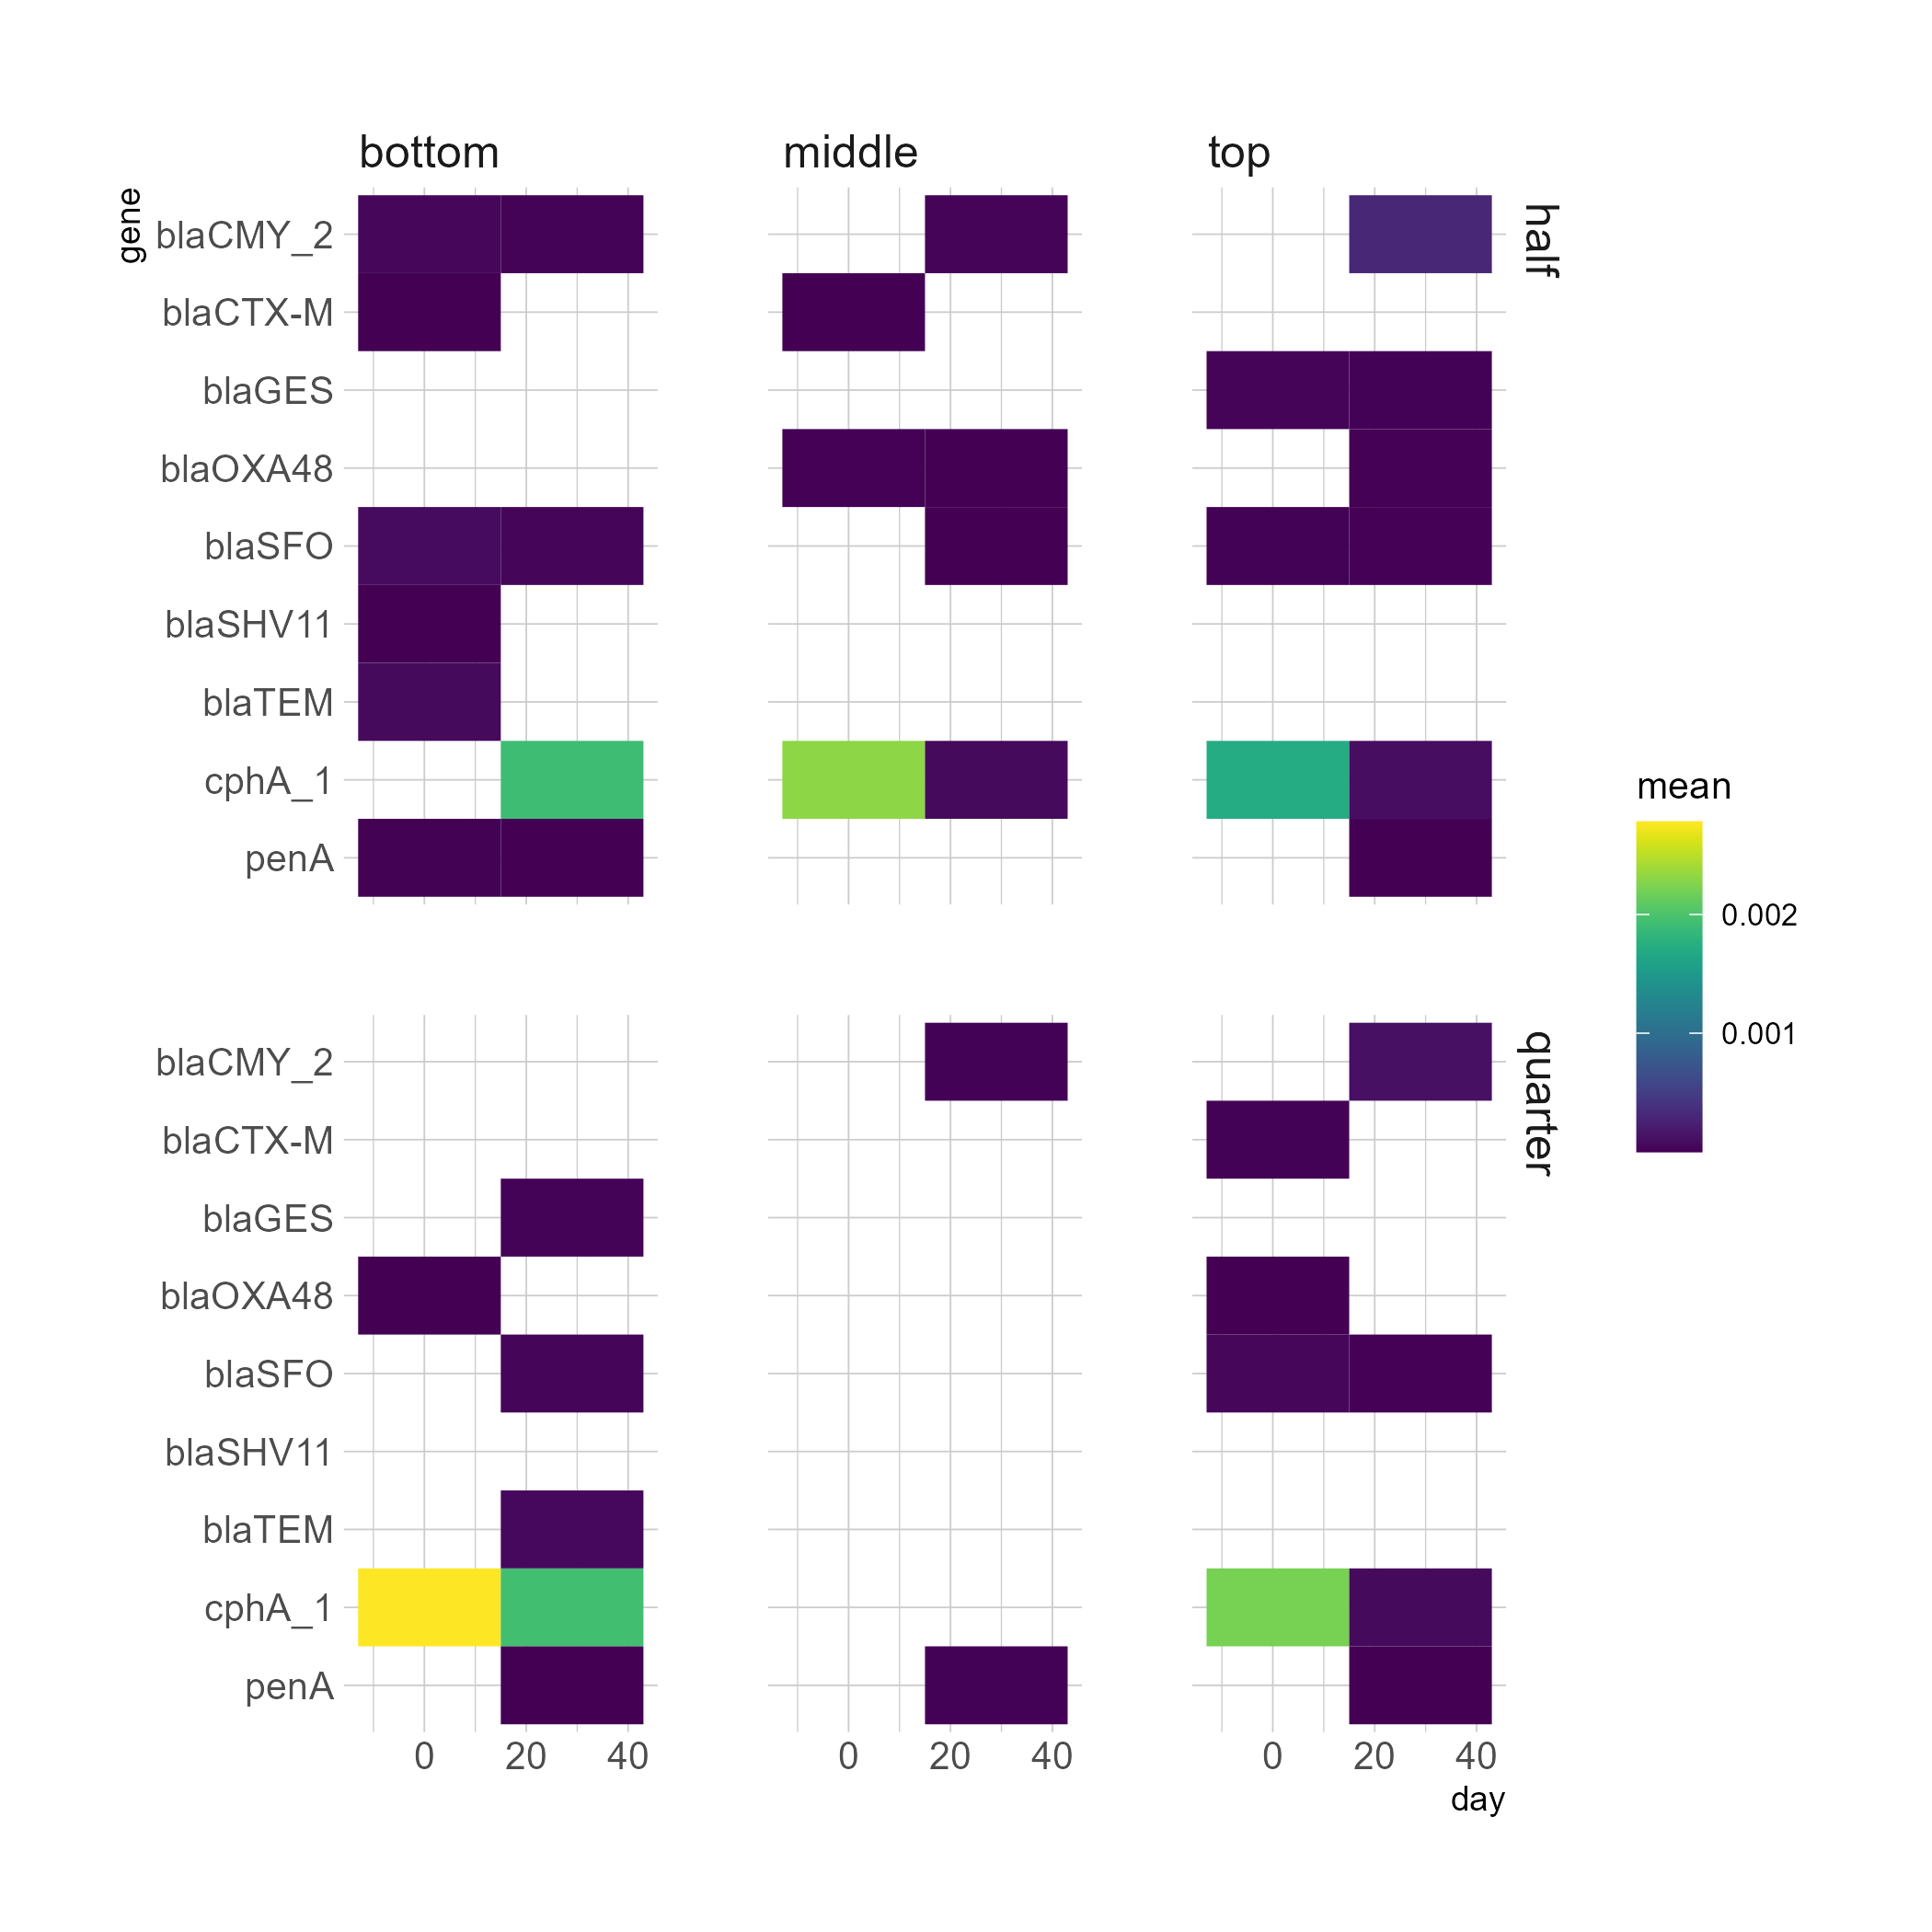 bottom middle top
gene
half
blaCMY_2
blaCTX-M
blaGES
blaOXA48
blaSFO
blaSHV11
blaTEM
cphA_1
penA
quarter
blaCMY_2
blaCTX-M
blaGES
blaOXA48
blaSFO
blaSHV11
blaTEM
cphA_1
penA
0 20 40 0 20 40 0 20 40
day
mean
0.002
0.001